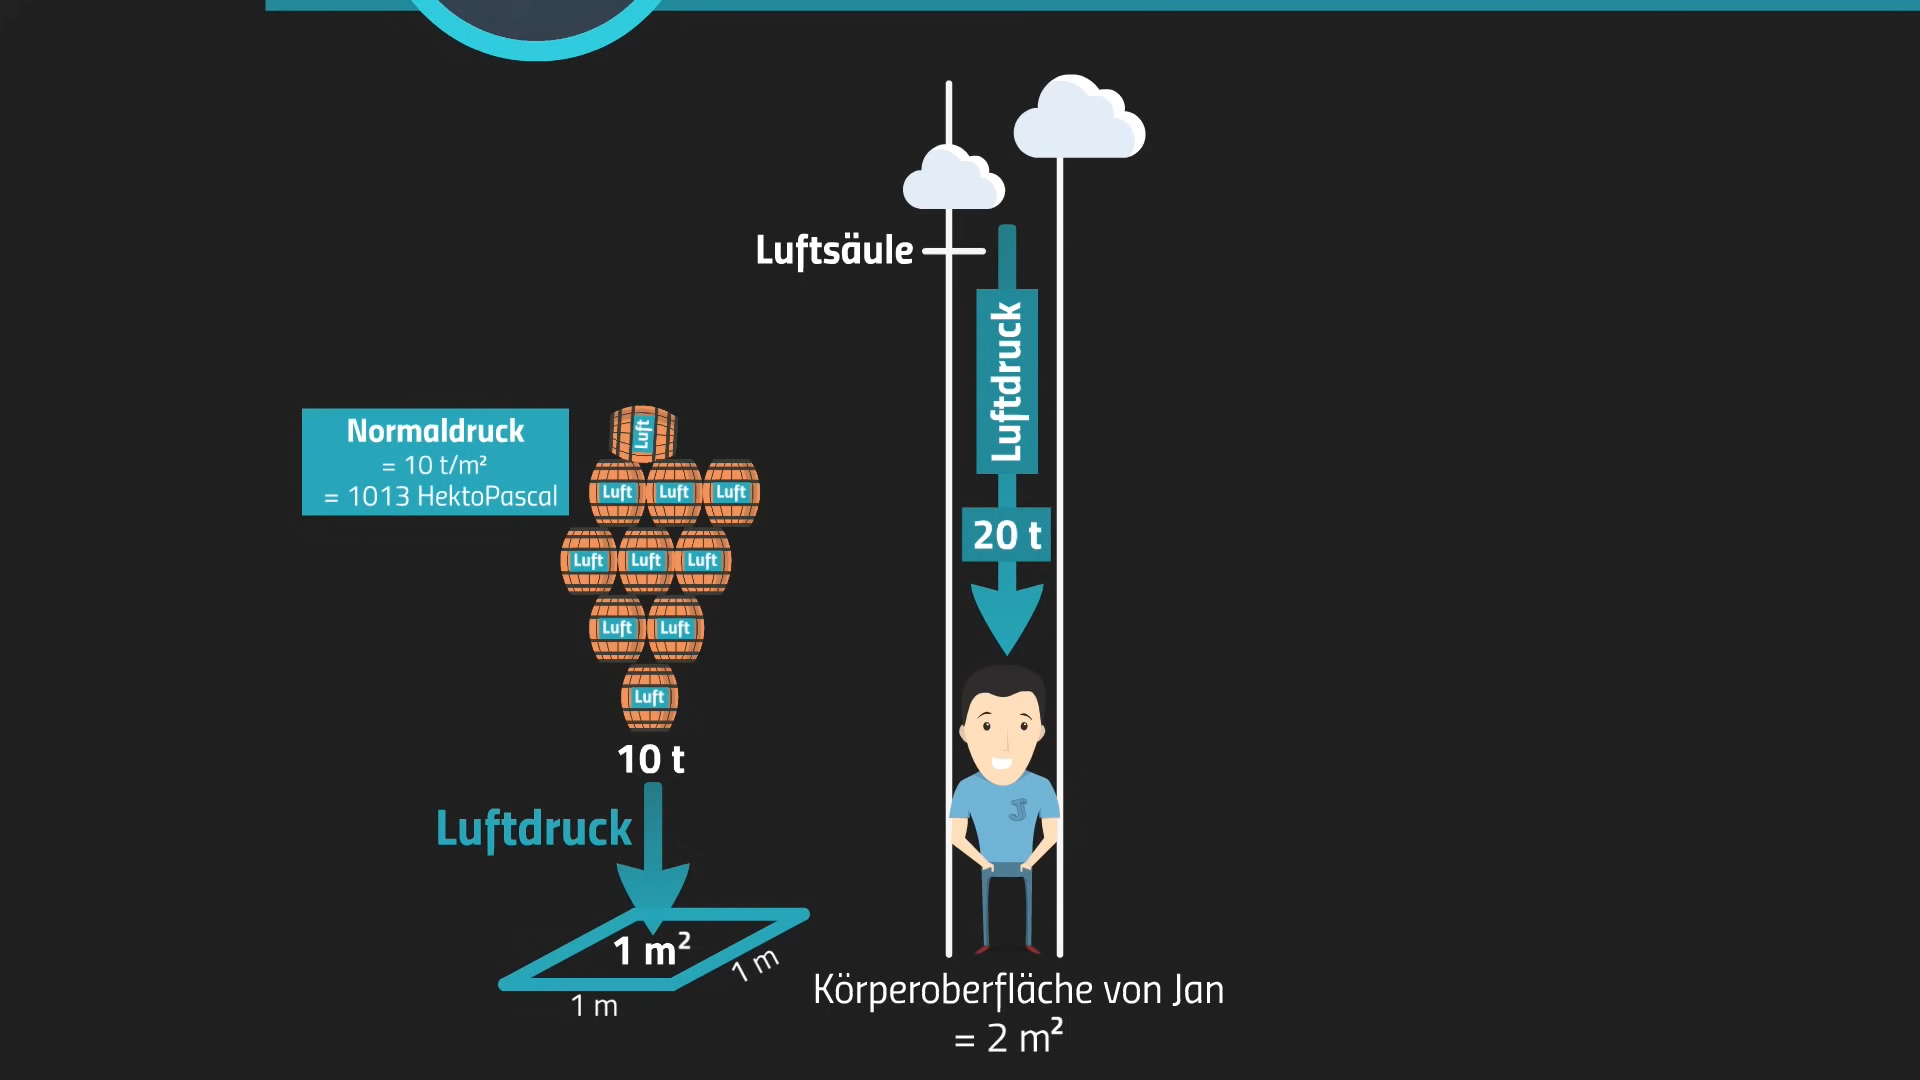 Luftsäule
Luftdruck
20 t
Normaldruck
= 10 t/m²
= 1013 HektoPascal
Luft
Luft
Luft
Luft
Luft
Luft
Luft
Luft
Luft
Luft
10 t
Luftdruck
1 m²
1 m
1 m
J
Körperoberfläche von Jan
= 2 m²